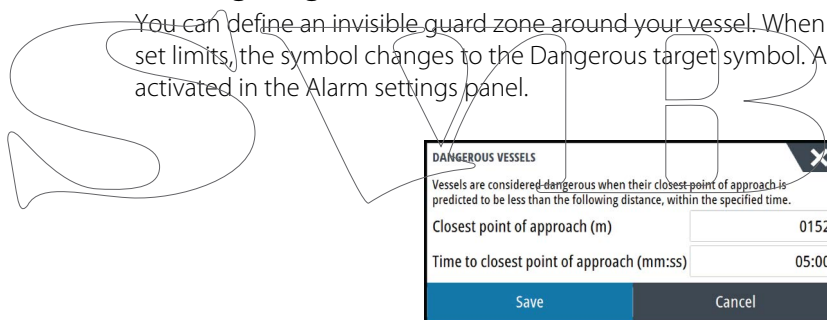 You can define an invisible guard zone around your vessel. When
set limits, the symbol changes to the Dangerous target symbol. A
activated in the Alarm settings panel.
SVB
DANGEROUS VESSELS
Vessels are considered dangerous when their closest point of approach is
predicted to be less than the following distance, within the specified time.
Closest point of approach (m) 0152
Time to closest point of approach (mm:ss) 05:00
Save Cancel